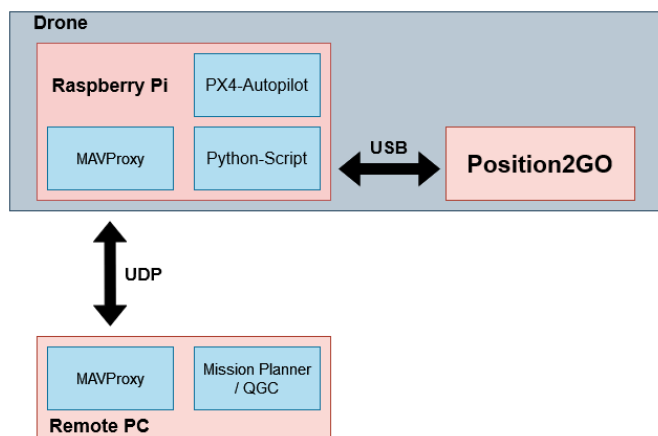 Drone
Raspberry Pi
PX4-Autopilot
MAVProxy
Python-Script
USB
Position2GO
UDP
MAVProxy
Mission Planner
/ QGC
Remote PC